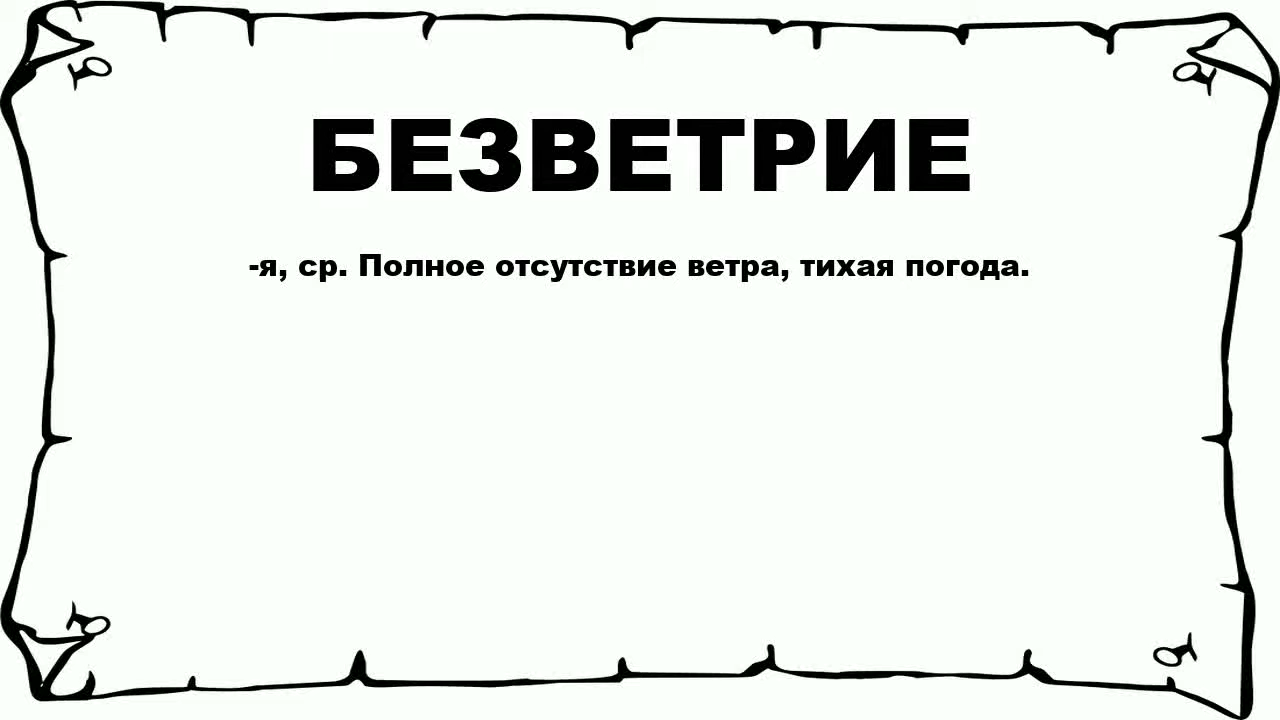 БЕЗВЕТРИЕ
-я, ср. Полное отсутствие ветра, тихая погода.